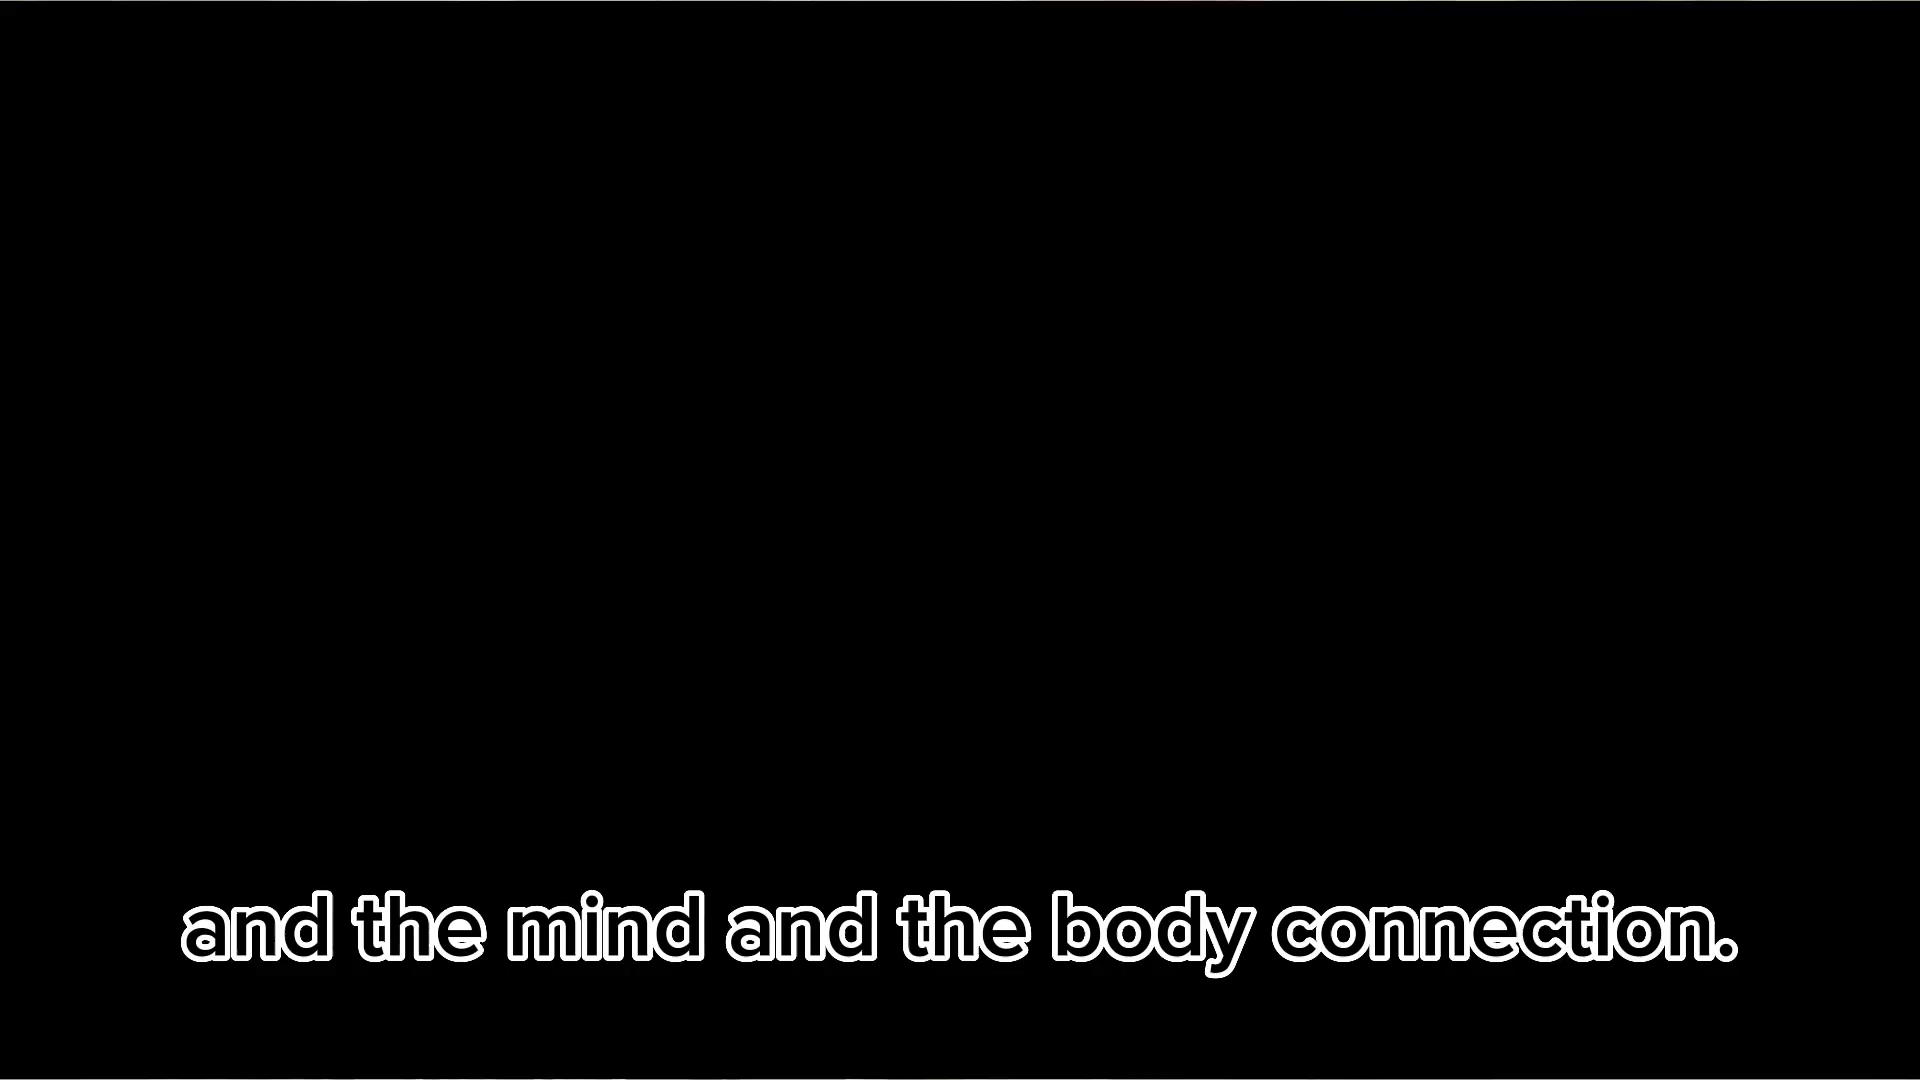 and the mind and the body connection.